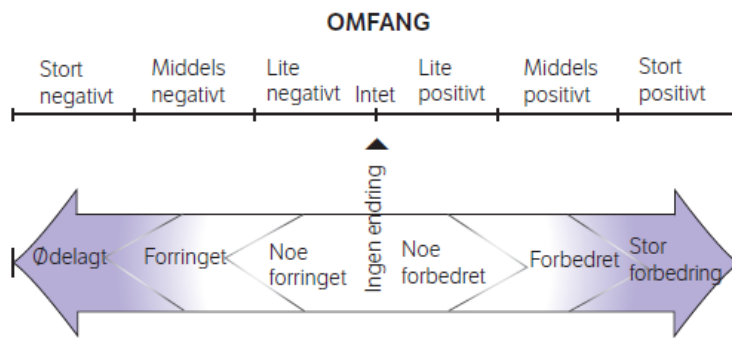 OMFANG
Stort negativt
Middels negativt
Lite negativt
Intet
Lite positivt
Middels positivt
Stort positivt
Ødelagt
Forringet
Noe forringet
Ingen endring
Noe forbedret
Forbedret
Stor forbedring